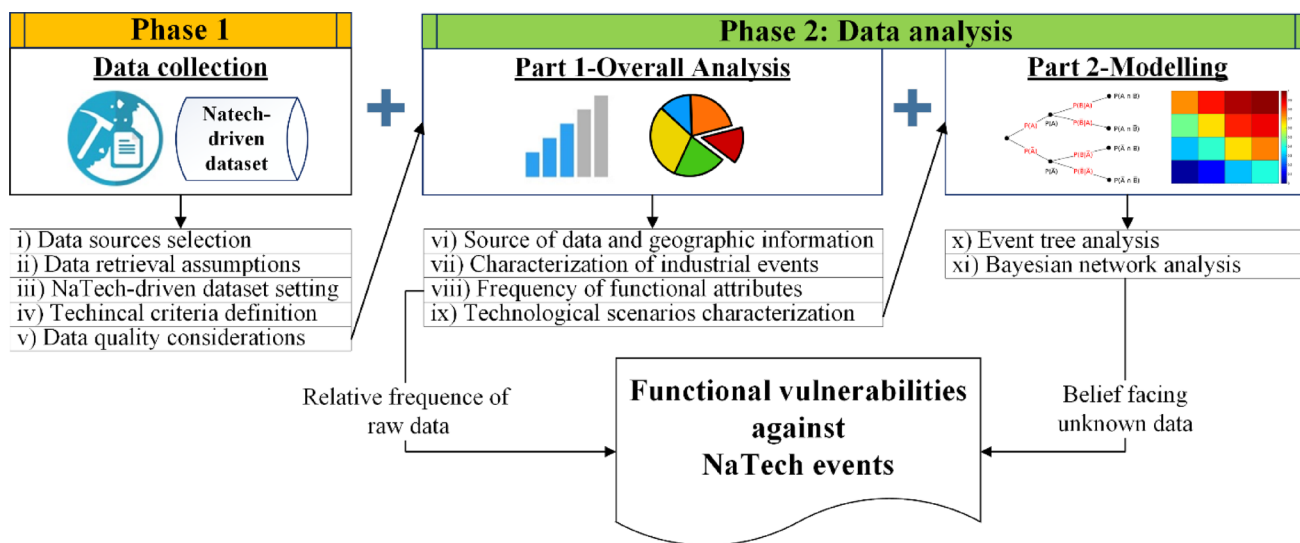 Phase 1
Phase 2: Data analysis
Data collection
Natech-
driven
dataset
Part 1-Overall Analysis
Part 2-Modelling
P(A)
P(Ā)
P(A)
P(Ā)
P(B|A)
P(B̄|A)
P(B|Ā)
P(B̄|Ā)
P(A ∩ B)
P(A ∩ B̄)
P(Ā ∩ B)
P(Ā ∩ B̄)
i) Data sources selection
ii) Data retrieval assumptions
iii) NaTech-driven dataset setting
iv) Techincal criteria definition
v) Data quality considerations
vi) Source of data and geographic information
vii) Characterization of industrial events
viii) Frequency of functional attributes
ix) Technological scenarios characterization
x) Event tree analysis
xi) Bayesian network analysis
Relative frequence of
raw data
Functional vulnerabilities
against
NaTech events
Belief facing
unknown data